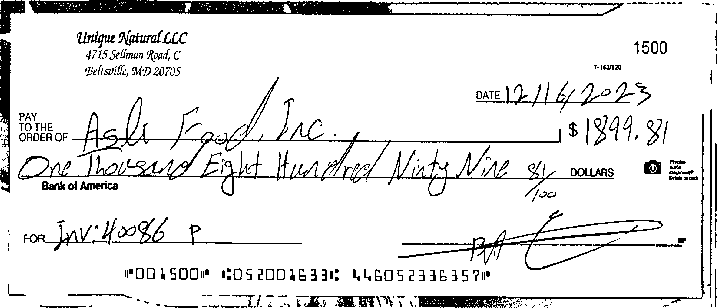 Unique Natural LLC
4715 Sellman Road, C
Beltsville, MD 20705
1500
DATE 12/16/2023
PAY TO THE ORDER OF Asli Food, Inc. $ 1899.81
One Thousand Eight Hundred Ninty Nine 81/100 DOLLARS
Bank of America
FOR Inv:40086 P
⑈001500⑈ ⑆052001633⑆ 446052336357⑈